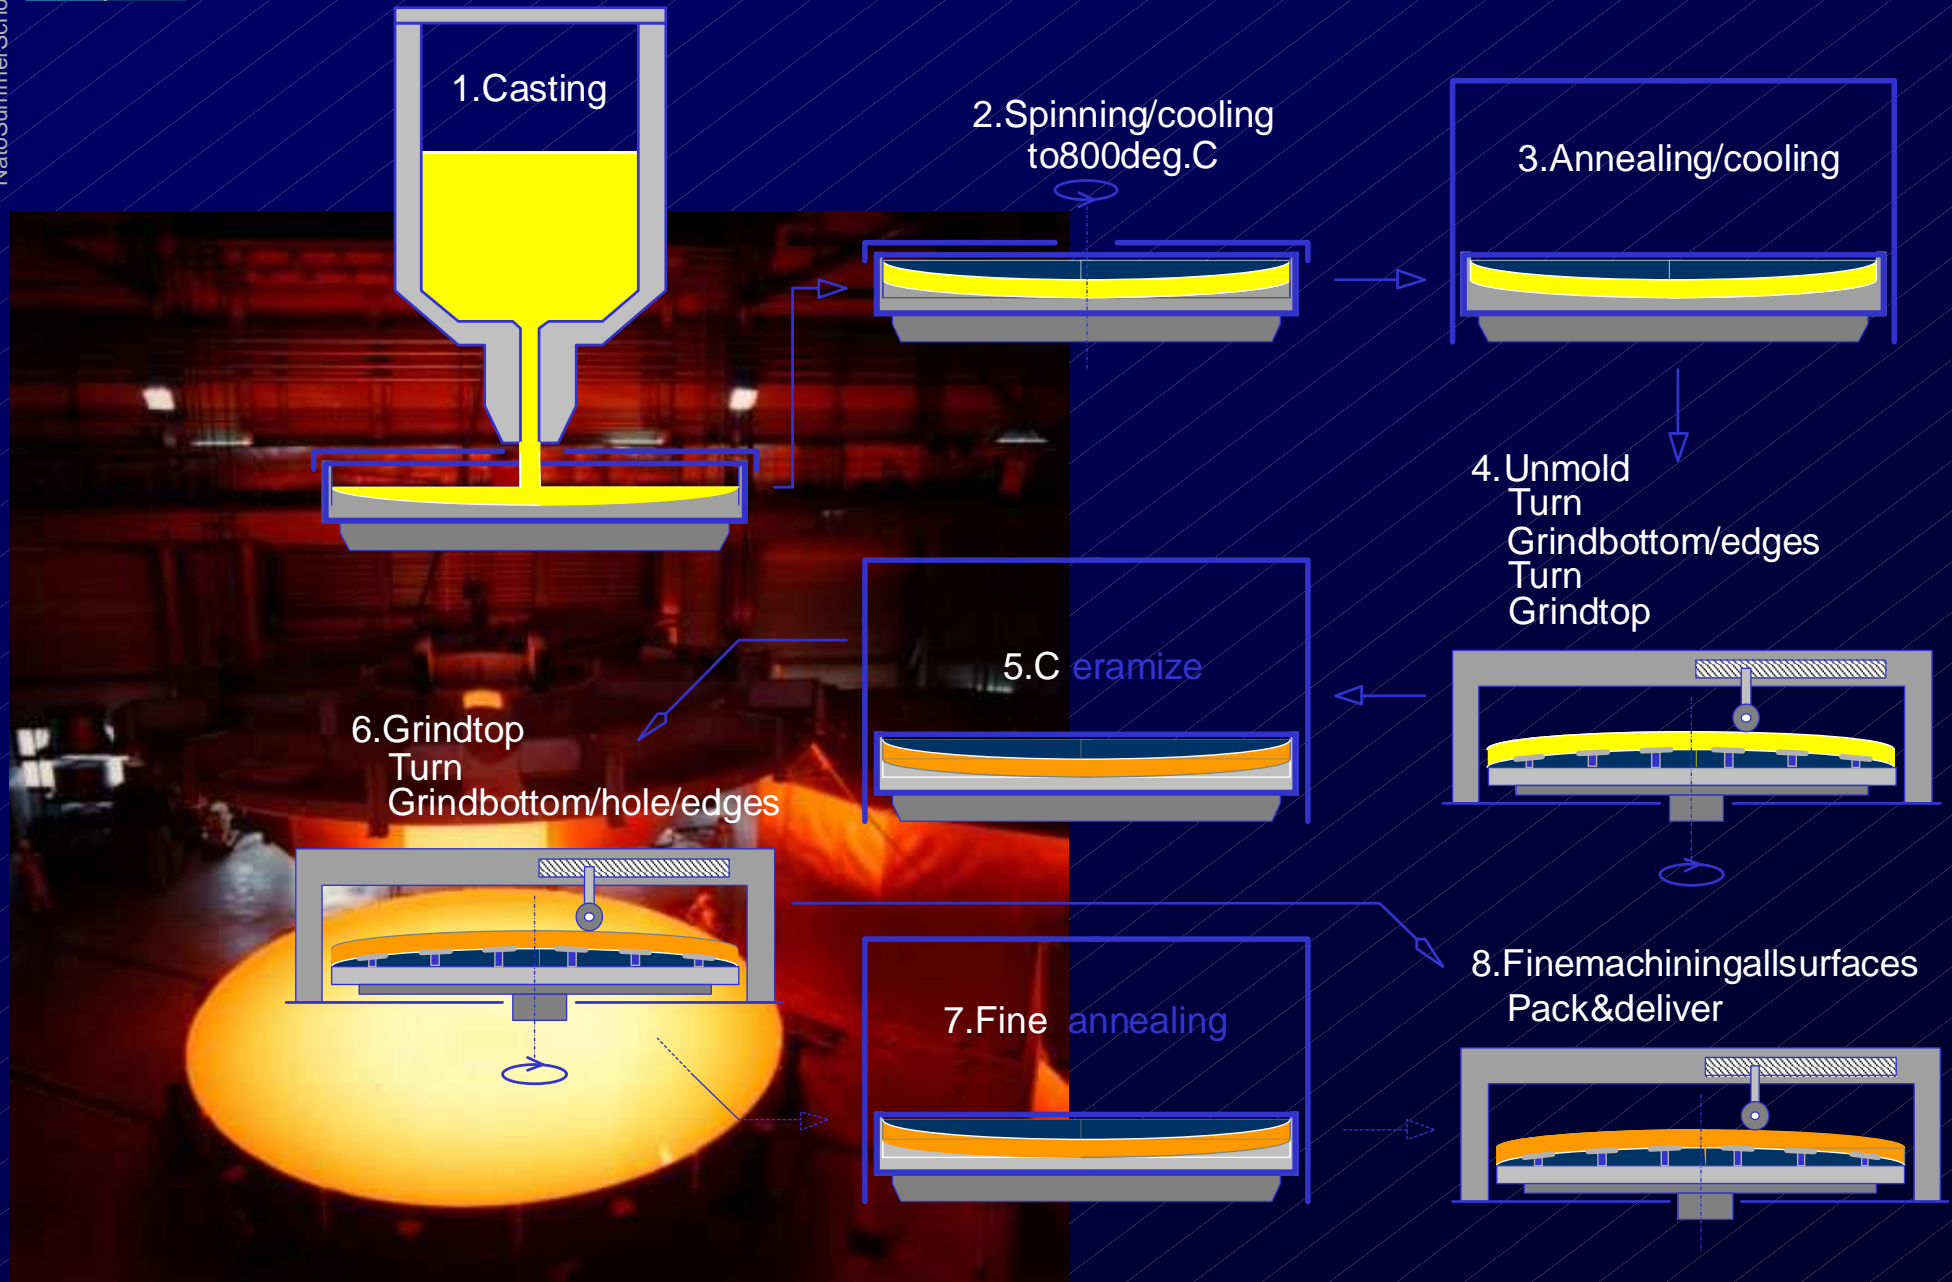 NatoSummerScho
1.Casting
2.Spinning/cooling
to800deg.C
3.Annealing/cooling
4.Unmold
Turn
Grindbottom/edges
Turn
Grindtop
5.C eramize
6.Grindtop
Turn
Grindbottom/hole/edges
7.Fine annealing
8.Finemachiningallsurfaces
Pack&deliver